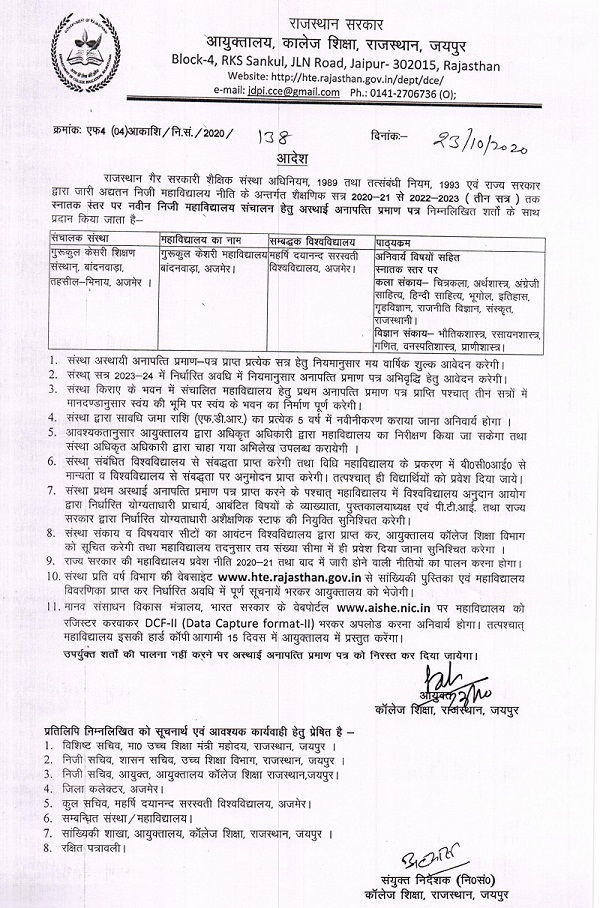 राजस्थान सरकार
आयुक्तालय, कालेज शिक्षा, राजस्थान, जयपुर
Block-4, RKS Sankul, JLN Road, Jaipur- 302015, Rajasthan
Website: http://hte.rajasthan.gov.in/dept/dce/
e-mail: jdpi.cce@gmail.com Ph.: 0141-2706736 (O);
क्रमांकः एफ4 (04)आकाशि/नि.सं./2020/ 138 दिनांकः- 23/10/2020
आदेश
राजस्थान गैर सरकारी शैक्षिक संस्था अधिनियम, 1989 तथा तत्संबंधी नियम, 1993 एवं राज्य सरकार
द्वारा जारी अद्यतन निजी महाविद्यालय नीति के अन्तर्गत शैक्षणिक सत्र 2020-21 से 2022-2023 ( तीन सत्र ) तक
स्नातक स्तर पर नवीन निजी महाविद्यालय संचालन हेतु अस्थाई अनापत्ति प्रमाण पत्र निम्नलिखित शर्तो के साथ
प्रदान किया जाता है–
संचालक संस्था महाविद्यालय का नाम सम्बद्धक विश्वविद्यालय पाठ्यकम
गुरूकुल केसरी शिक्षण संस्थान, बांदनवाड़ा, तहसील–भिनाय, अजमेर ।
गुरूकुल केशरी महाविद्यालय बांदनवाड़ा, अजमेर।
महर्षि दयानन्द सरस्वती विश्वविद्यालय, अजमेर।
अनिवार्य विषयों सहित
स्नातक स्तर पर
कला संकाय– चित्रकला, अर्थशास्त्र, अंग्रेजी
साहित्य, हिन्दी साहित्य, भूगोल, इतिहास,
गृहविज्ञान, राजनीति विज्ञान, संस्कृत,
राजस्थानी।
विज्ञान संकाय– भौतिकशास्त्र, रसायनशास्त्र,
गणित, वनस्पतिशास्त्र, प्राणीशास्त्र।
1. संस्था अस्थायी अनापत्ति प्रमाण–पत्र प्राप्त प्रत्येक सत्र हेतु नियमानुसार मय वार्षिक शुल्क आवेदन करेगी।
2. संस्था सत्र 2023-24 में निर्धारित अवधि में नियमानुसार अनापत्ति प्रमाण पत्र अभिवृद्धि हेतु आवेदन करेगी।
3. संस्था किराए के भवन में संचालित महाविद्यालय हेतु प्रथम अनापत्ति प्रमाण पत्र प्राप्ति पश्चात् तीन सत्रों में
मानदण्डानुसार स्वंय की भूमि पर स्वंय के भवन का निर्माण पूर्ण करेगी।
4. संस्था द्वारा सावधि जमा राशि (एफ.डी.आर.) का प्रत्येक 5 वर्ष में नवीनीकरण कराया जाना अनिवार्य होगा ।
5. आवश्यकतानुसार आयुक्तालय द्वारा अधिकृत अधिकारी द्वारा महाविद्यालय का निरीक्षण किया जा सकेगा तथा
संस्था अधिकृत अधिकारी द्वारा चाहा गया अभिलेख उपलब्ध करायेगी ।
6. संस्था संबंधित विश्वविद्यालय से संबद्धता प्राप्त करेगी तथा विधि महाविद्यालय के प्रकरण में बी0सी0आई0 से
मान्यता व विश्वविद्यालय से संबद्धता पर अनुमोदन प्राप्त करेगी। तत्पश्चात् ही विद्यार्थियों को प्रवेश दिया जाये।
7. संस्था प्रथम अस्थाई अनापत्ति प्रमाण पत्र प्राप्त करने के पश्चात् महाविद्यालय में विश्वविद्यालय अनुदान आयोग
द्वारा निर्धारित योग्यताधारी प्राचार्य, आबंटित विषयों के व्याख्याता, पुस्तकालयाध्यक्ष एवं पी.टी.आई. तथा राज्य
सरकार द्वारा निर्धारित योग्यताधारी अशैक्षणिक स्टाफ की नियुक्ति सुनिश्चित करेगी।
8. संस्था संकाय व विषयवार सीटों का आवंटन विश्वविद्यालय द्वारा प्राप्त कर, आयुक्तालय कॉलेज शिक्षा विभाग
को सूचित करेगी तथा महाविद्यालय तदनुसार तय संख्या सीमा में ही प्रवेश दिया जाना सुनिश्चित करेगा ।
9. राज्य सरकार की महाविद्यालय प्रवेश नीति 2020-21 तथा बाद में जारी होने वाली नीतियों का पालन करना होगा।
10. संस्था प्रति वर्ष विभाग की वेबसाइट www.hte.rajasthan.gov.in से सांख्यिकी पुस्तिका एवं महाविद्यालय
विवरणिका प्राप्त कर निर्धारित अवधि में पूर्ण सूचनायें भरकर आयुक्तालय को भेजेगी।
11. मानव संसाधन विकास मंत्रालय, भारत सरकार के वेबपोर्टल www.aishe.nic.in पर महाविद्यालय को
रजिस्टर करवाकर DCF-II (Data Capture format-II) भरकर अपलोड करना अनिवार्य होगा। तत्पश्चात्
महाविद्यालय इसकी हार्ड कॉपी आगामी 15 दिवस में आयुक्तालय में प्रस्तुत करेंगा।
उपर्युक्त शर्तो की पालना नहीं करने पर अस्थाई अनापत्ति प्रमाण पत्र को निरस्त कर दिया जायेगा।
आयुक्त
कॉलेज शिक्षा, राजस्थान, जयपुर
प्रतिलिपि निम्नलिखित को सूचनार्थ एवं आवश्यक कार्यवाही हेतु प्रेषित है –
1. विशिष्ट सचिव, मा0 उच्च शिक्षा मंत्री महोदय, राजस्थान, जयपुर ।
2. निजी सचिव, शासन सचिव, उच्च शिक्षा विभाग, राजस्थान, जयपुर ।
3. निजी सचिव, आयुक्त, आयुक्तालय कॉलेज शिक्षा राजस्थान,जयपुर।
4. जिला कलेक्टर, अजमेर।
5. कुल सचिव, महर्षि दयानन्द सरस्वती विश्वविद्यालय, अजमेर।
6. सम्बन्धित संस्था/महाविद्यालय।
7. सांख्यिकी शाखा, आयुक्तालय, कॉलेज शिक्षा, राजस्थान, जयपुर ।
8. रक्षित पत्रावली।
संयुक्त निर्देशक (नि0सं0)
कॉलेज शिक्षा, राजस्थान, जयपुर